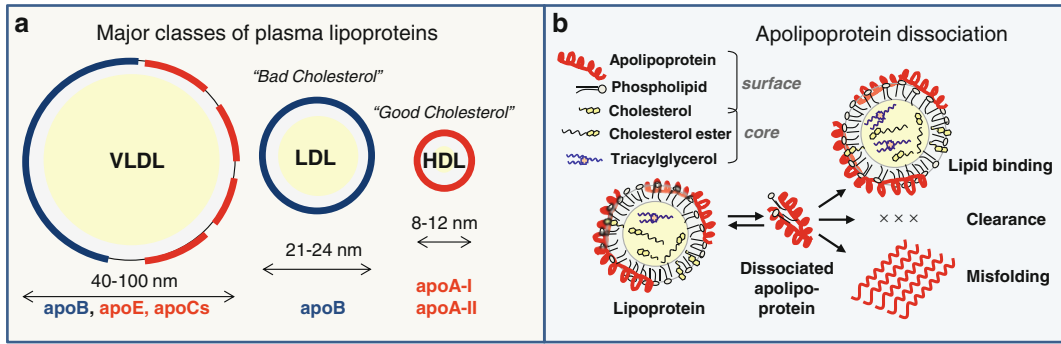 a
Major classes of plasma lipoproteins
"Bad Cholesterol"
"Good Cholesterol"
VLDL
LDL
HDL
8-12 nm
21-24 nm
40-100 nm
apoB, apoE, apoCs
apoB
apoA-I
apoA-II
b
Apolipoprotein dissociation
Apolipoprotein
Phospholipid
surface
Cholesterol
Cholesterol ester
core
Triacylglycerol
Lipid binding
××× Clearance
Misfolding
Lipoprotein
Dissociated
apolipo-
protein